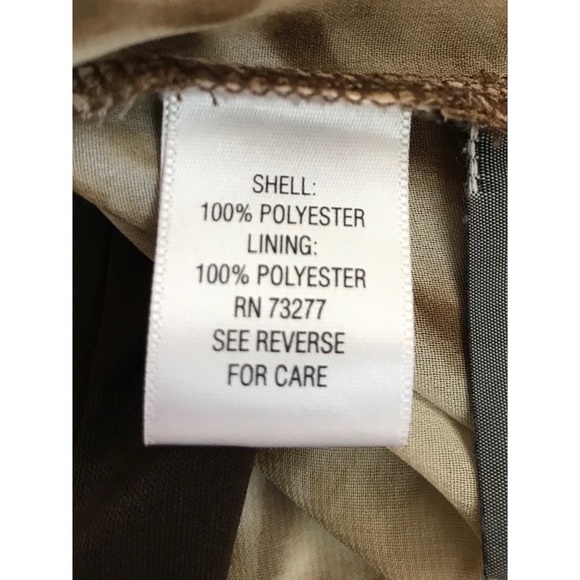 SHELL:
100% POLYESTER
LINING:
100% POLYESTER
RN 73277
SEE REVERSE
FOR CARE